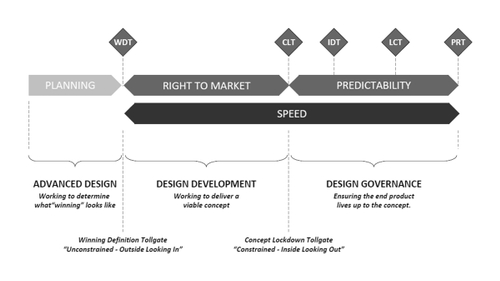 WDT CLT IDT LCT PRT
PLANNING RIGHT TO MARKET PREDICTABILITY
SPEED
ADVANCED DESIGN DESIGN DEVELOPMENT DESIGN GOVERNANCE
Working to determine Working to deliver a Ensuring the end product
what"winning" looks like viable concept lives up to the concept.
Winning Definition Tollgate Concept Lockdown Tollgate
"Unconstrained - Outside Looking In" "Constrained - Inside Looking Out"